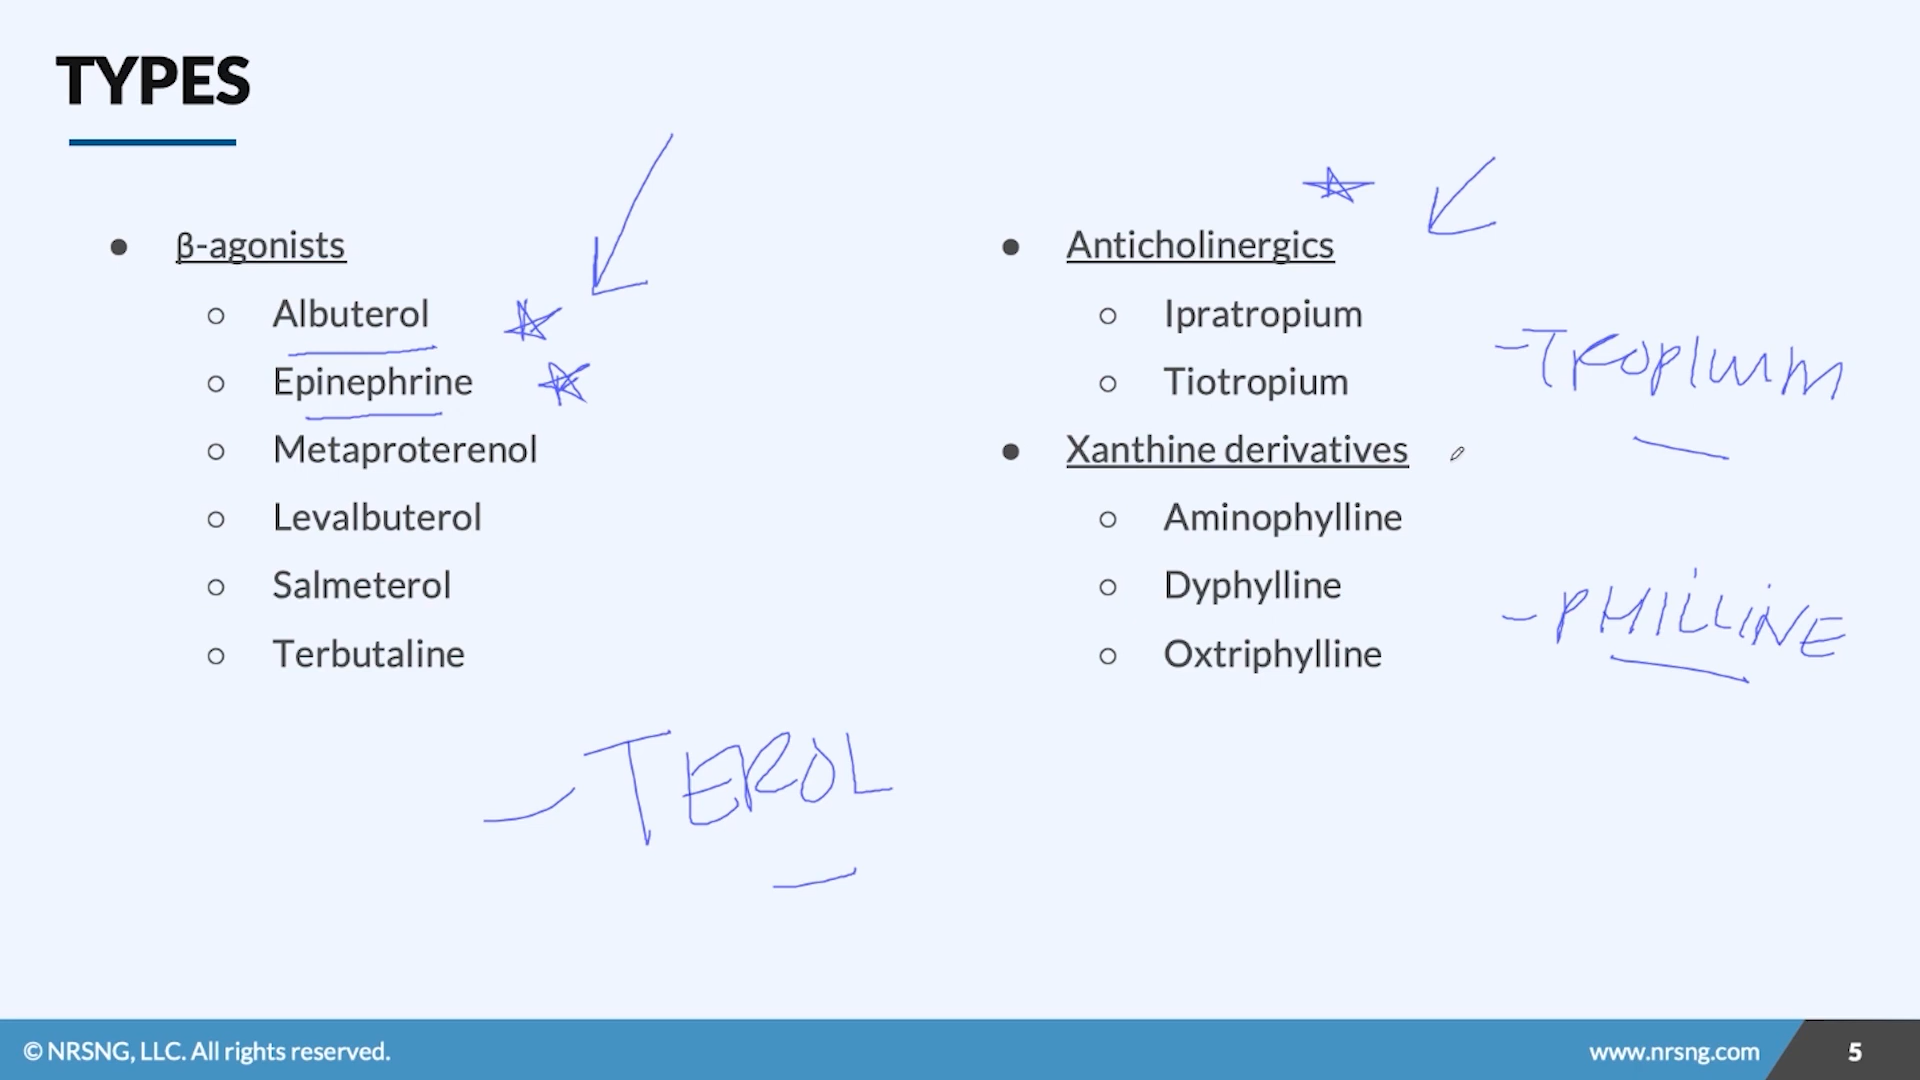 TYPES
β-agonists
Albuterol
Epinephrine
Metaproterenol
Levalbuterol
Salmeterol
Terbutaline
-TEROL
Anticholinergics
Ipratropium
Tiotropium
-TROPIUM
Xanthine derivatives
Aminophylline
Dyphylline
Oxtriphylline
-PHILLINE
© NRSNG, LLC. All rights reserved.
www.nrsng.com
5